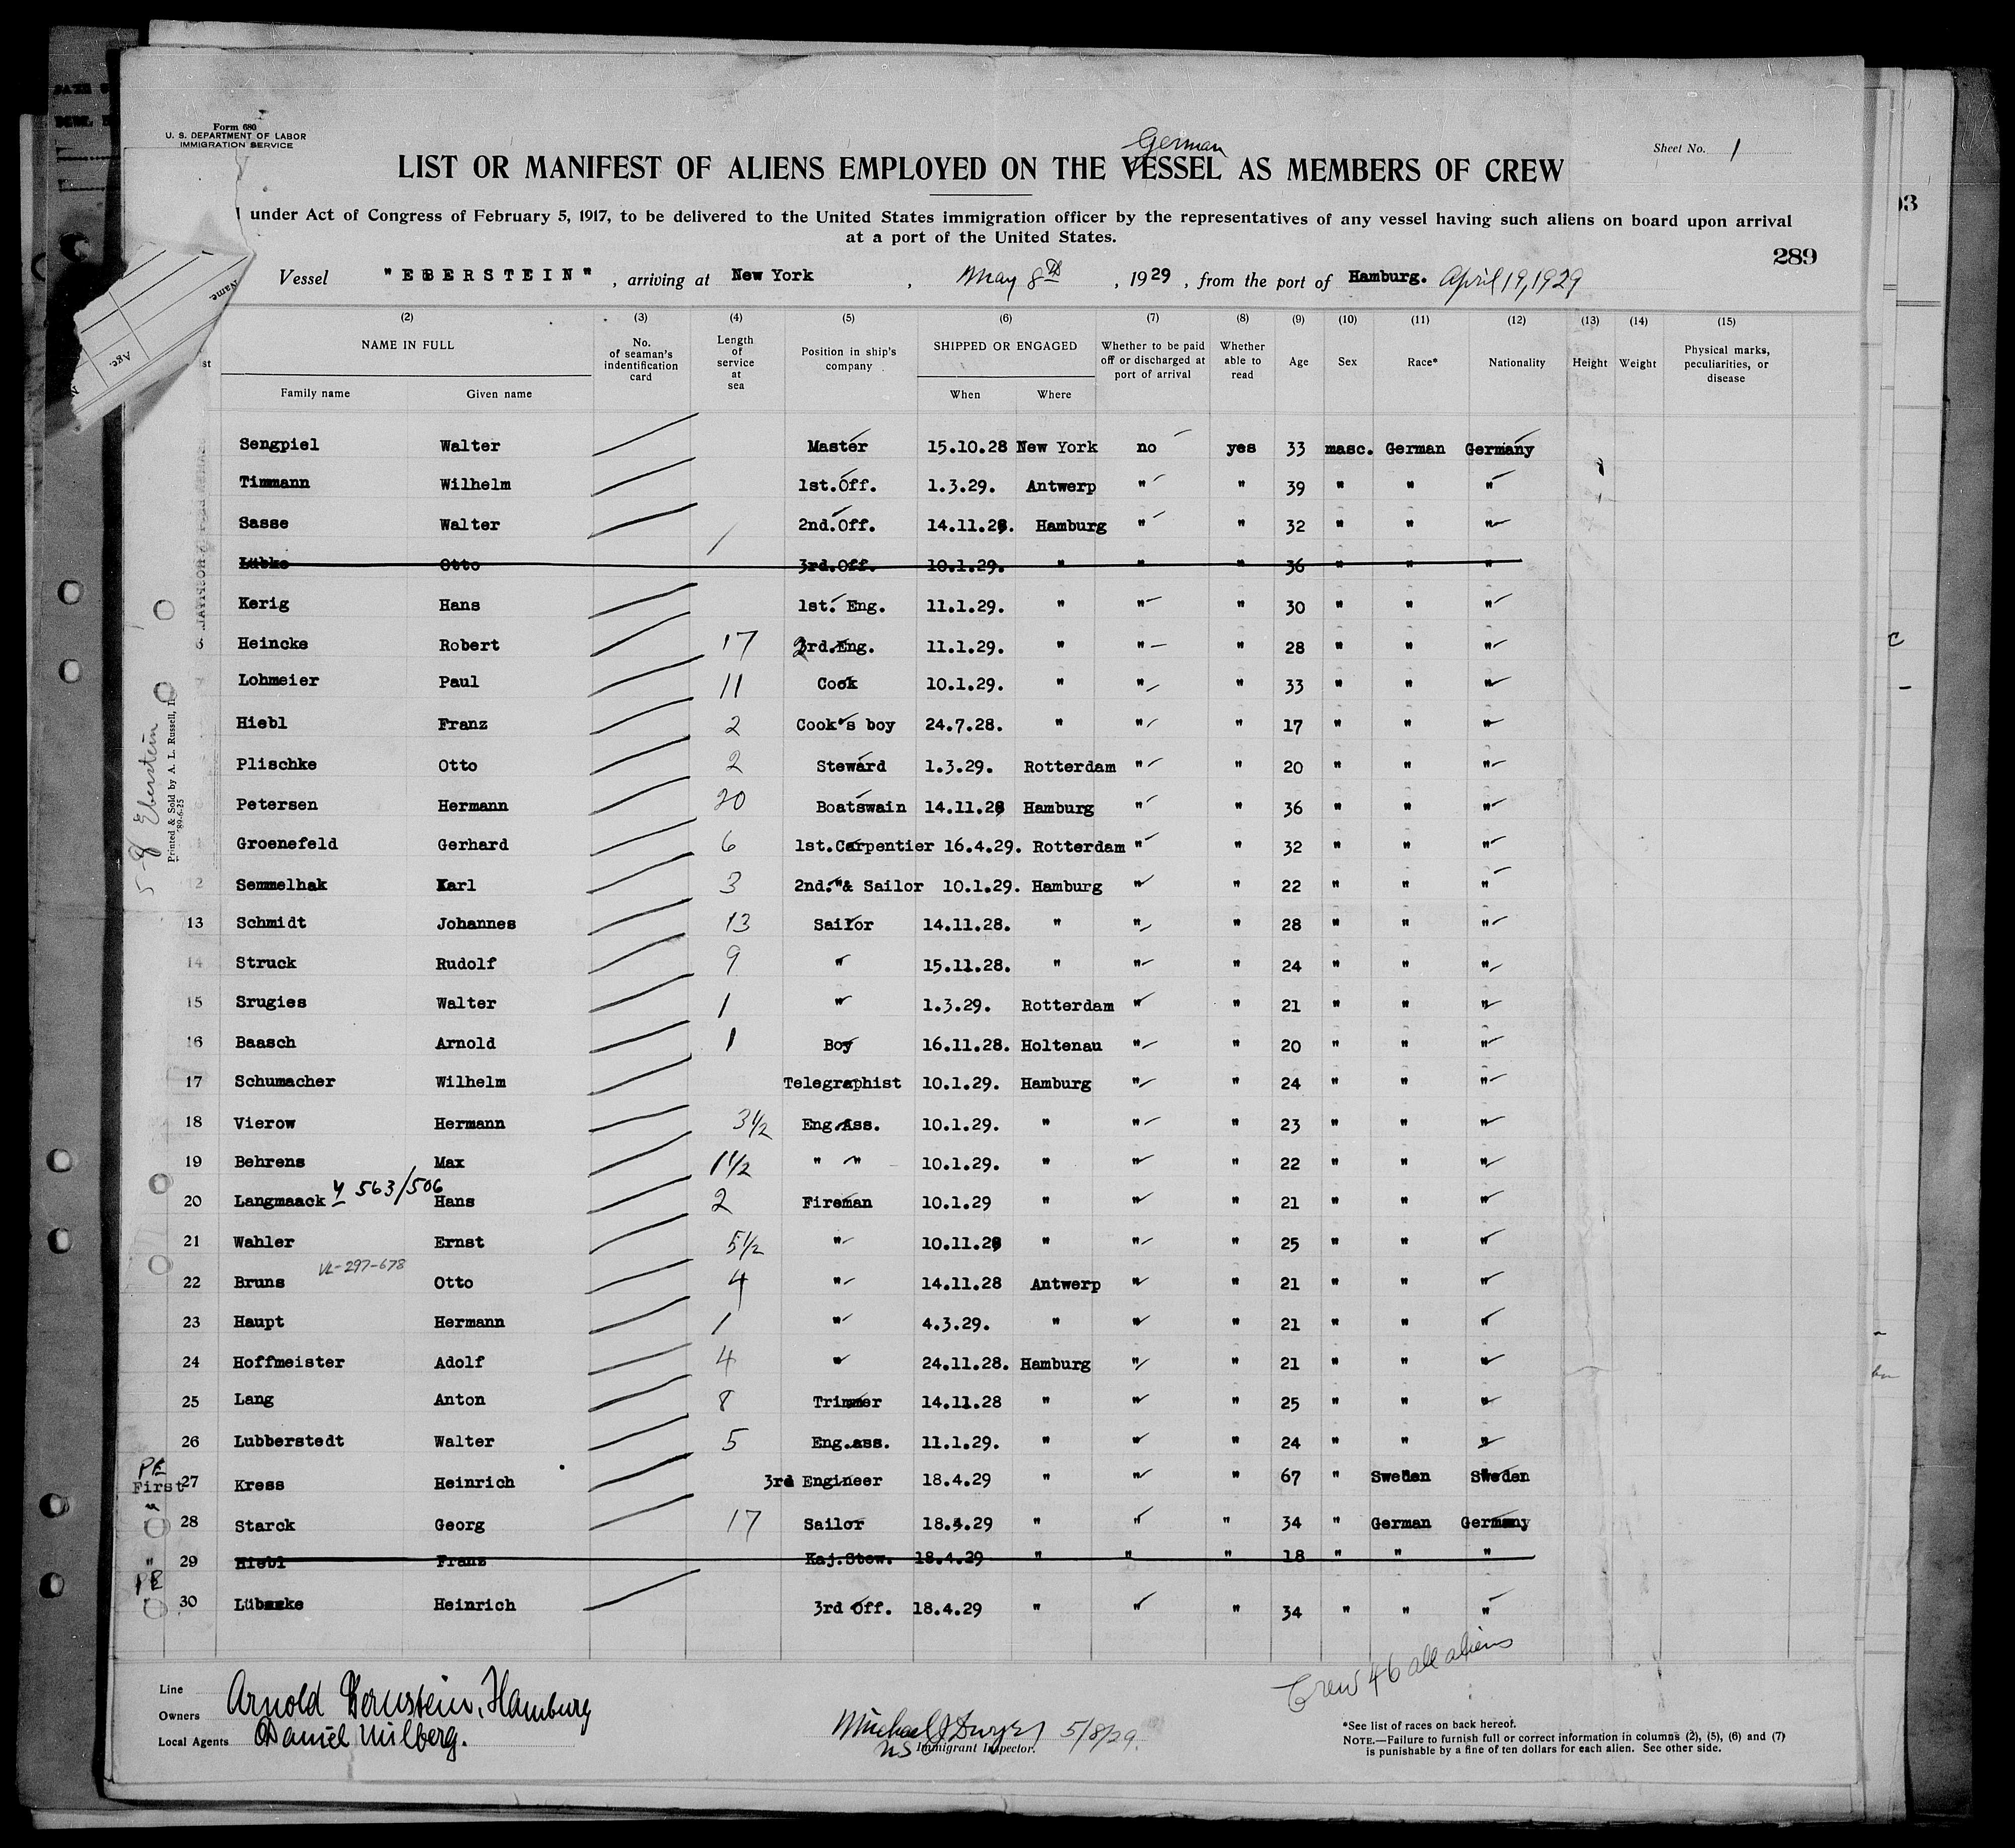 Form 680
U. S. DEPARTMENT OF LABOR
IMMIGRATION SERVICE
Sheet No. 1
German
LIST OR MANIFEST OF ALIENS EMPLOYED ON THE VESSEL AS MEMBERS OF CREW
under Act of Congress of February 5, 1917, to be delivered to the United States immigration officer by the representatives of any vessel having such aliens on board upon arrival
at a port of the United States.
289
Vessel "EBERSTEIN", arriving at New York, May 8th, 1929, from the port of Hamburg. April 19, 1929
(2) (3) (4) (5) (6) (7) (8) (9) (10) (11) (12) (13) (14) (15)
NAME IN FULL
Family name Given name
No. of seaman's indentification card
Length of service at sea
Position in ship's company
SHIPPED OR ENGAGED
When Where
Whether to be paid off or discharged at port of arrival
Whether able to read
Age Sex Race* Nationality Height Weight
Physical marks, peculiarities, or disease
Name
Age.
st
Sengpiel Walter Master 15.10.28 New York no yes 33 masc. German Germany
Timmann Wilhelm 1st.Off. 1.3.29. Antwerp " " 39 " " "
Sasse Walter 2nd.Off. 14.11.28. Hamburg " " 32 " " "
Lübke Otto 3rd.Off. 10.1.29. " " " 36 " " "
Kerig Hans 1st. Eng. 11.1.29. " " " 30 " " "
Heincke Robert 17 3rd.Eng. 11.1.29. " " " 28 " " "
Lohmeier Paul 11 Cook 10.1.29. " " " 33 " " "
Hiebl Franz 2 Cook's boy 24.7.28. " " " 17 " " "
Plischke Otto 2 Steward 1.3.29. Rotterdam " " 20 " " "
Petersen Hermann 20 Boatswain 14.11.28 Hamburg " " 36 " " "
Groenefeld Gerhard 6 1st.Carpentier 16.4.29. Rotterdam " " 32 " " "
12 Semmelhak Karl 3 2nd." & Sailor 10.1.29. Hamburg " " 22 " " "
13 Schmidt Johannes 13 Sailor 14.11.28. " " " 28 " " "
14 Struck Rudolf 9 " 15.11.28. " " " 24 " " "
15 Srugies Walter 1 " 1.3.29. Rotterdam " " 21 " " "
16 Baasch Arnold 1 Boy 16.11.28. Holtenau " " 20 " " "
17 Schumacher Wilhelm Telegraphist 10.1.29. Hamburg " " 24 " " "
18 Vierow Hermann 3½ Eng.Ass. 10.1.29. " " " 23 " " "
19 Behrens Max 1½ " " 10.1.29. " " " 22 " " "
20 Langmaack 4 563/506 Hans 2 Fireman 10.1.29 " " " 21 " " "
21 Wahler Ernst 5½ " 10.11.28 " " " 25 " " "
VL-297-678
22 Bruns Otto 4 " 14.11.28 Antwerp " " 21 " " "
23 Haupt Hermann 1 " 4.3.29. " " " 21 " " "
24 Hoffmeister Adolf 4 " 24.11.28. Hamburg " " 21 " " "
25 Lang Anton 8 Trimmer 14.11.28 " " " 25 " " "
26 Lubberstedt Walter 5 Eng.ass. 11.1.29. " " " 24 " " "
PE
First 27 Kress Heinrich 3rd Engineer 18.4.29 " " " 67 " Sweden Sweden
" 28 Starck Georg 17 Sailor 18.4.29 " " " 34 " German Germany
" 29 Hiebl Franz Kaj.Stew. 18.4.29 " " " 18 " " "
PE
30 Lübcke Heinrich 3rd Off. 18.4.29 " " " 34 " " "
5-8 Eberstein
Printed & Sold by A. L. Russell,
Crew 46 all aliens
Line
Owners Arnold Bernstein, Hamburg
Local Agents Daniel Milberg.
Michael J Dwyer 5/8/29.
US Immigrant Inspector.
*See list of races on back hereof.
NOTE.—Failure to furnish full or correct information in columns (2), (5), (6) and (7)
is punishable by a fine of ten dollars for each alien. See other side.